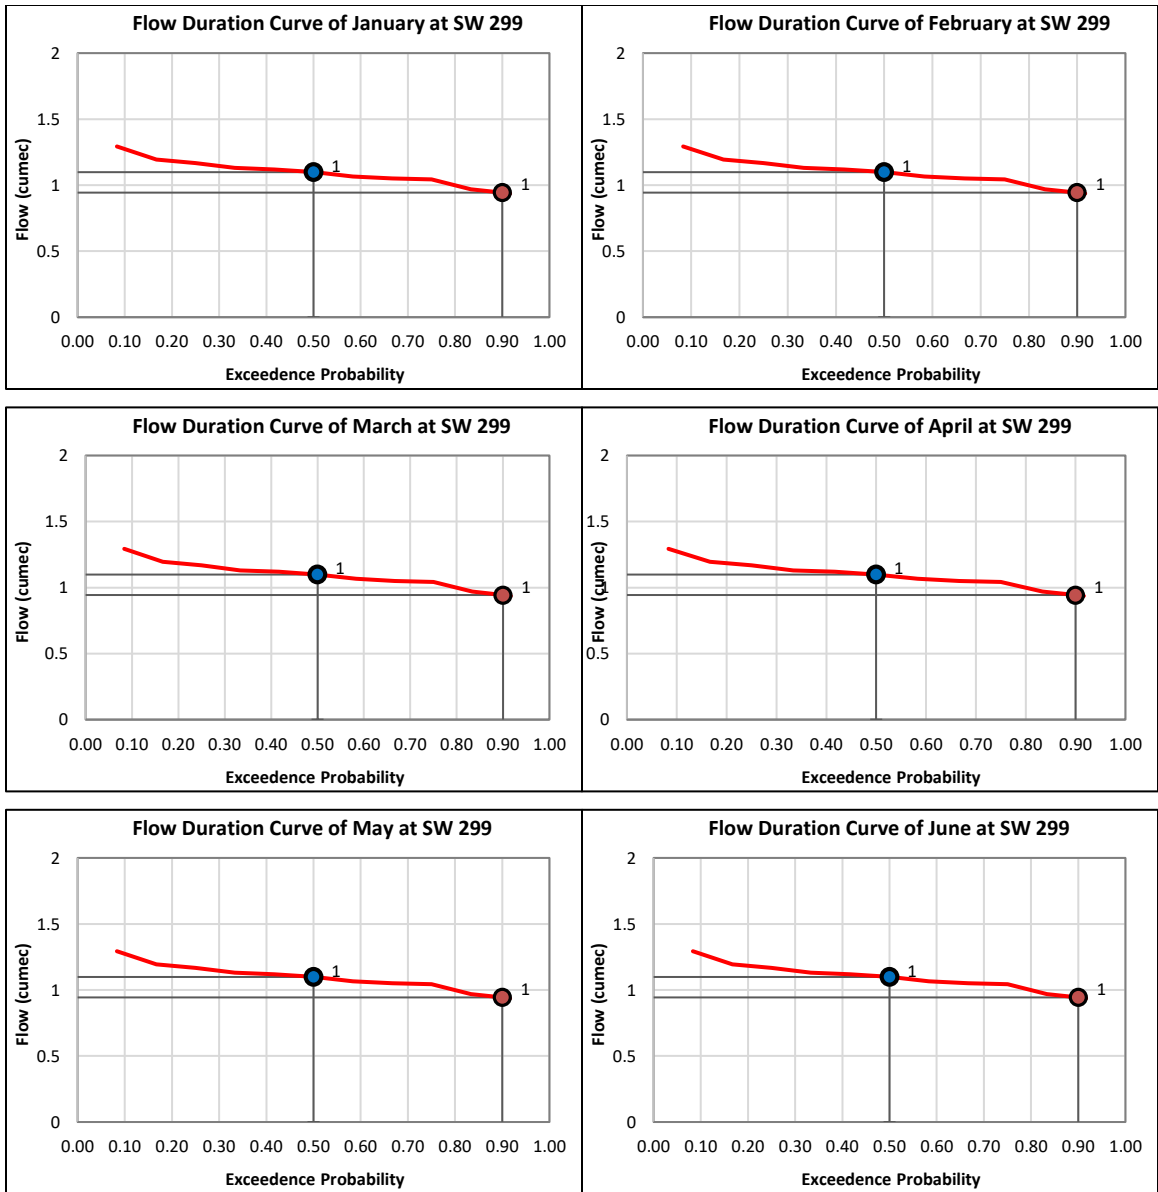 Flow Duration Curve of January at SW 299
2
1.5
1
0.5
0
Flow (cumec)
1
1
0.00 0.10 0.20 0.30 0.40 0.50 0.60 0.70 0.80 0.90 1.00
Exceedence Probability
Flow Duration Curve of February at SW 299
2
1.5
1
0.5
0
Flow (cumec)
1
1
0.00 0.10 0.20 0.30 0.40 0.50 0.60 0.70 0.80 0.90 1.00
Exceedence Probability
Flow Duration Curve of March at SW 299
2
1.5
1
0.5
0
Flow (cumec)
1
1
0.00 0.10 0.20 0.30 0.40 0.50 0.60 0.70 0.80 0.90 1.00
Exceedence Probability
Flow Duration Curve of April at SW 299
2
1.5
1
0.5
0
Flow (cumec)
1
1
0.00 0.10 0.20 0.30 0.40 0.50 0.60 0.70 0.80 0.90 1.00
Exceedence Probability
Flow Duration Curve of May at SW 299
2
1.5
1
0.5
0
Flow (cumec)
1
1
0.00 0.10 0.20 0.30 0.40 0.50 0.60 0.70 0.80 0.90 1.00
Exceedence Probability
Flow Duration Curve of June at SW 299
2
1.5
1
0.5
0
Flow (cumec)
1
1
0.00 0.10 0.20 0.30 0.40 0.50 0.60 0.70 0.80 0.90 1.00
Exceedence Probability